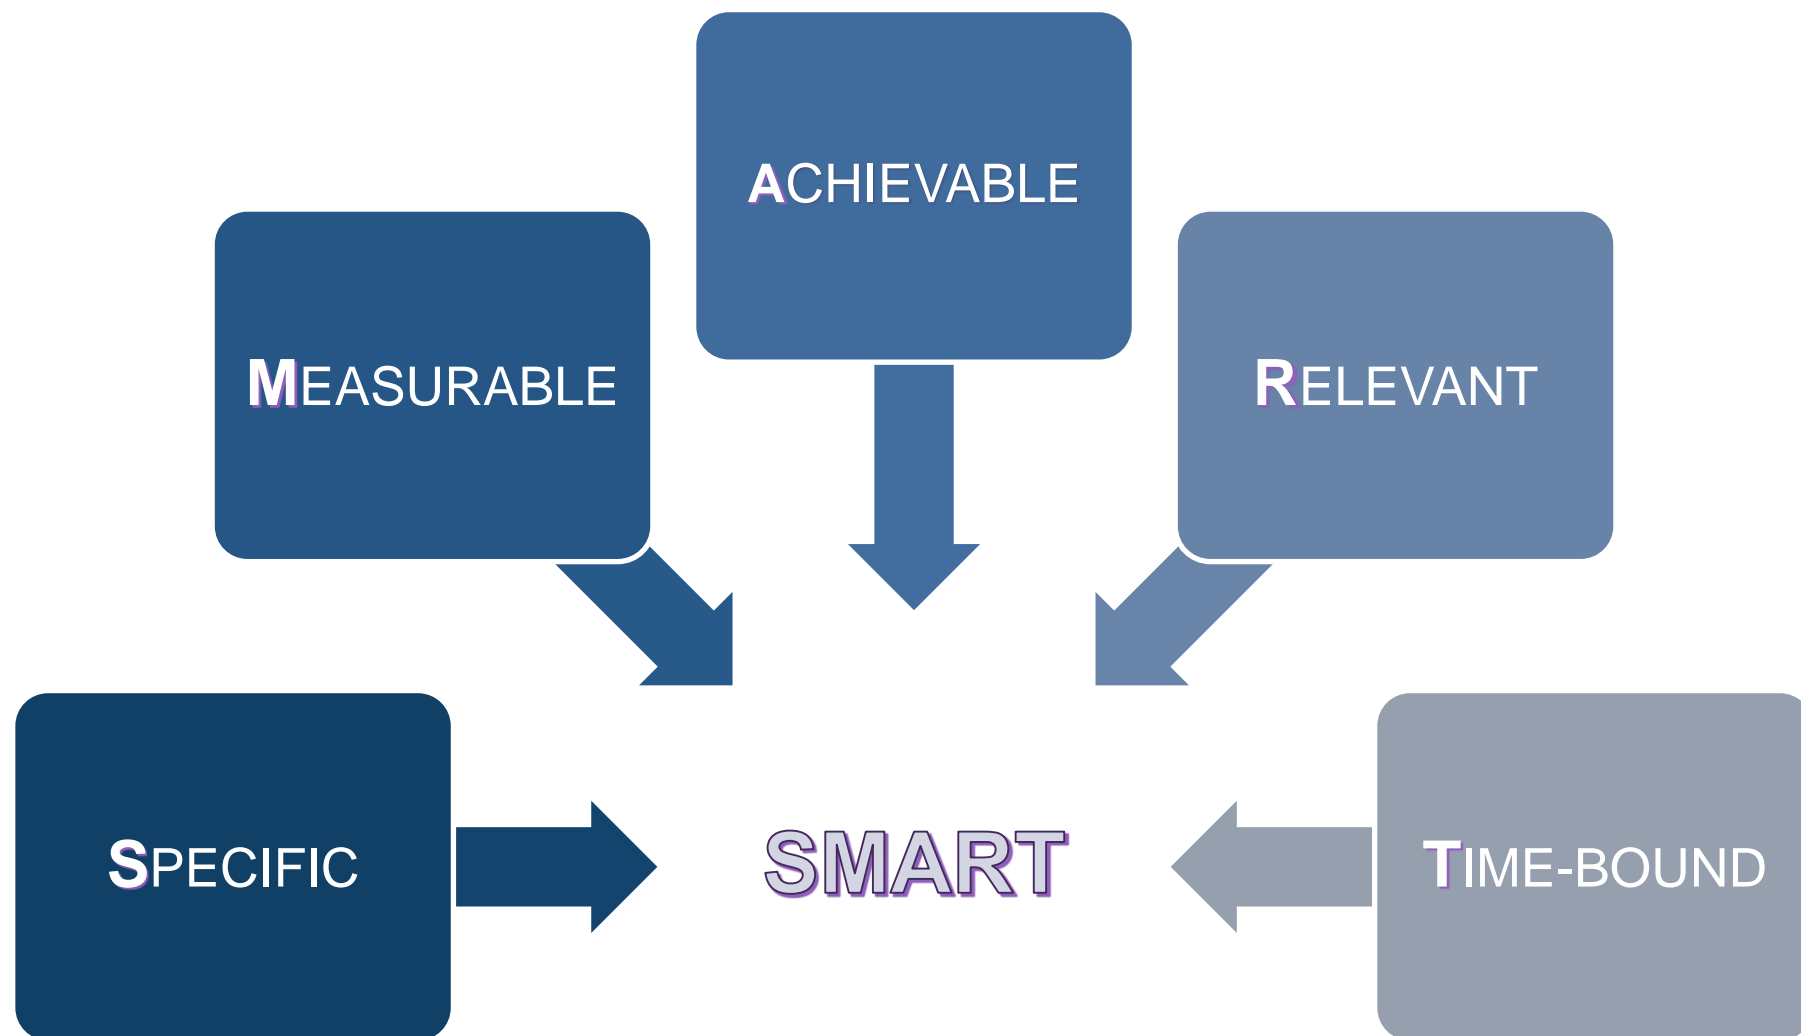 SPECIFIC
MEASURABLE
ACHIEVABLE
RELEVANT
TIME-BOUND
SMART